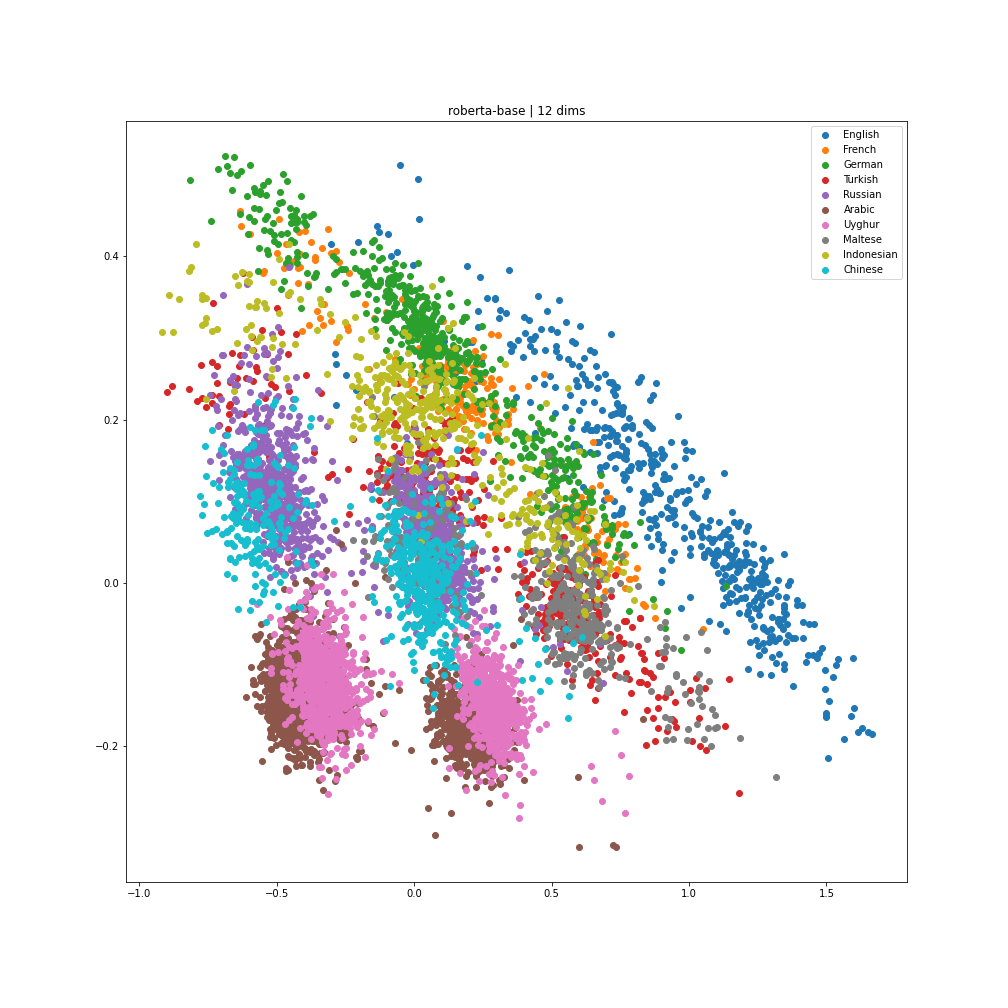 roberta-base | 12 dims
English
French
German
Turkish
Russian
Arabic
Uyghur
Maltese
Indonesian
Chinese
0.4
0.2
0.0
−0.2
−1.0 −0.5 0.0 0.5 1.0 1.5